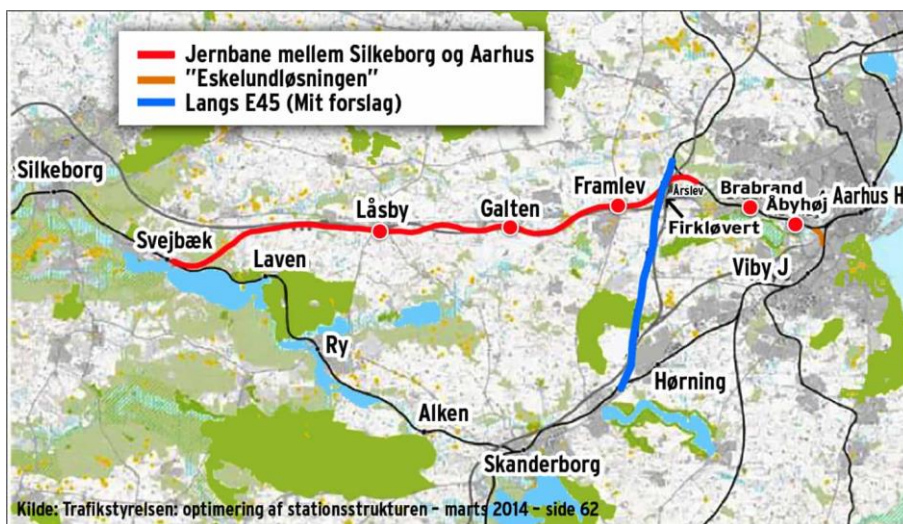 Jernbane mellem Silkeborg og Aarhus
"Eskelundløsningen"
Langs E45 (Mit forslag)
Silkeborg
Svejbæk
Låsby
Galten
Framlev
Årslev
Brabrand
Åbyhøj
Aarhus H
Firkløvert
Laven
Viby J
Ry
Hørning
Alken
Skanderborg
Kilde: Trafikstyrelsen: optimering af stationsstrukturen - marts 2014 - side 62